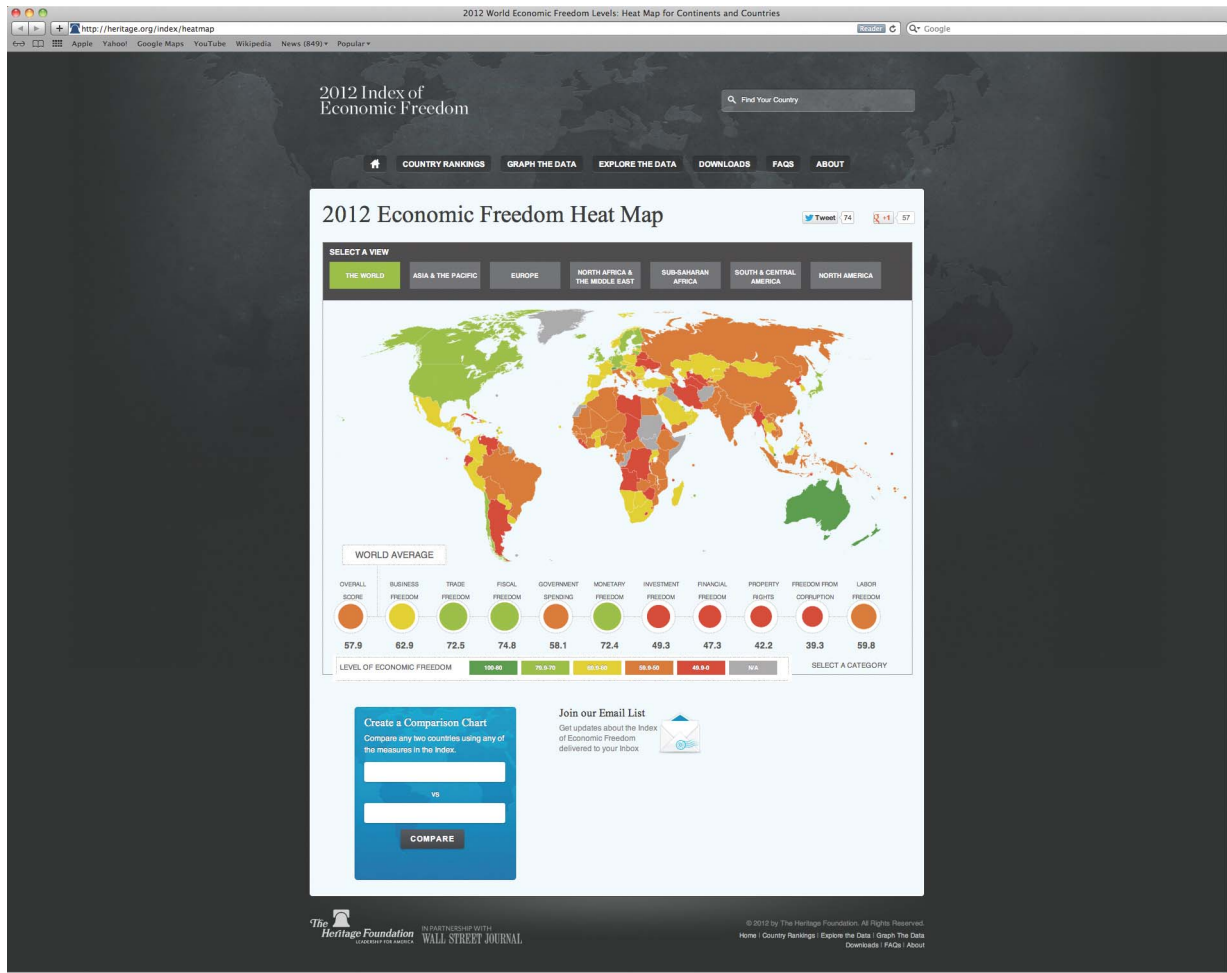 2012 World Economic Freedom Levels: Heat Map for Continents and Countries
http://heritage.org/index/heatmap
Reader
Google
Apple Yahoo! Google Maps YouTube Wikipedia News (849) Popular
2012 Index of
Economic Freedom
Find Your Country
COUNTRY RANKINGS GRAPH THE DATA EXPLORE THE DATA DOWNLOADS FAQS ABOUT
2012 Economic Freedom Heat Map
Tweet 74
+1 57
SELECT A VIEW
THE WORLD
ASIA & THE PACIFIC
EUROPE
NORTH AFRICA &
THE MIDDLE EAST
SUB-SAHARAN
AFRICA
SOUTH & CENTRAL
AMERICA
NORTH AMERICA
WORLD AVERAGE
OVERALL
SCORE
BUSINESS
FREEDOM
TRADE
FREEDOM
FISCAL
FREEDOM
GOVERNMENT
SPENDING
MONETARY
FREEDOM
INVESTMENT
FREEDOM
FINANCIAL
FREEDOM
PROPERTY
RIGHTS
FREEDOM FROM
CORRUPTION
LABOR
FREEDOM
57.9 62.9 72.5 74.8 58.1 72.4 49.3 47.3 42.2 39.3 59.8
LEVEL OF ECONOMIC FREEDOM 100-80 79.9-70 69.9-60 59.9-50 49.9-0 N/A SELECT A CATEGORY
Create a Comparison Chart
Compare any two countries using any of
the measures in the Index.
VS
COMPARE
Join our Email List
Get updates about the Index
of Economic Freedom
delivered to your Inbox
The
Heritage Foundation
LEADERSHIP FOR AMERICA
IN PARTNERSHIP WITH
WALL STREET JOURNAL
© 2012 by The Heritage Foundation. All Rights Reserved.
Home | Country Rankings | Explore the Data | Graph The Data
Downloads | FAQs | About